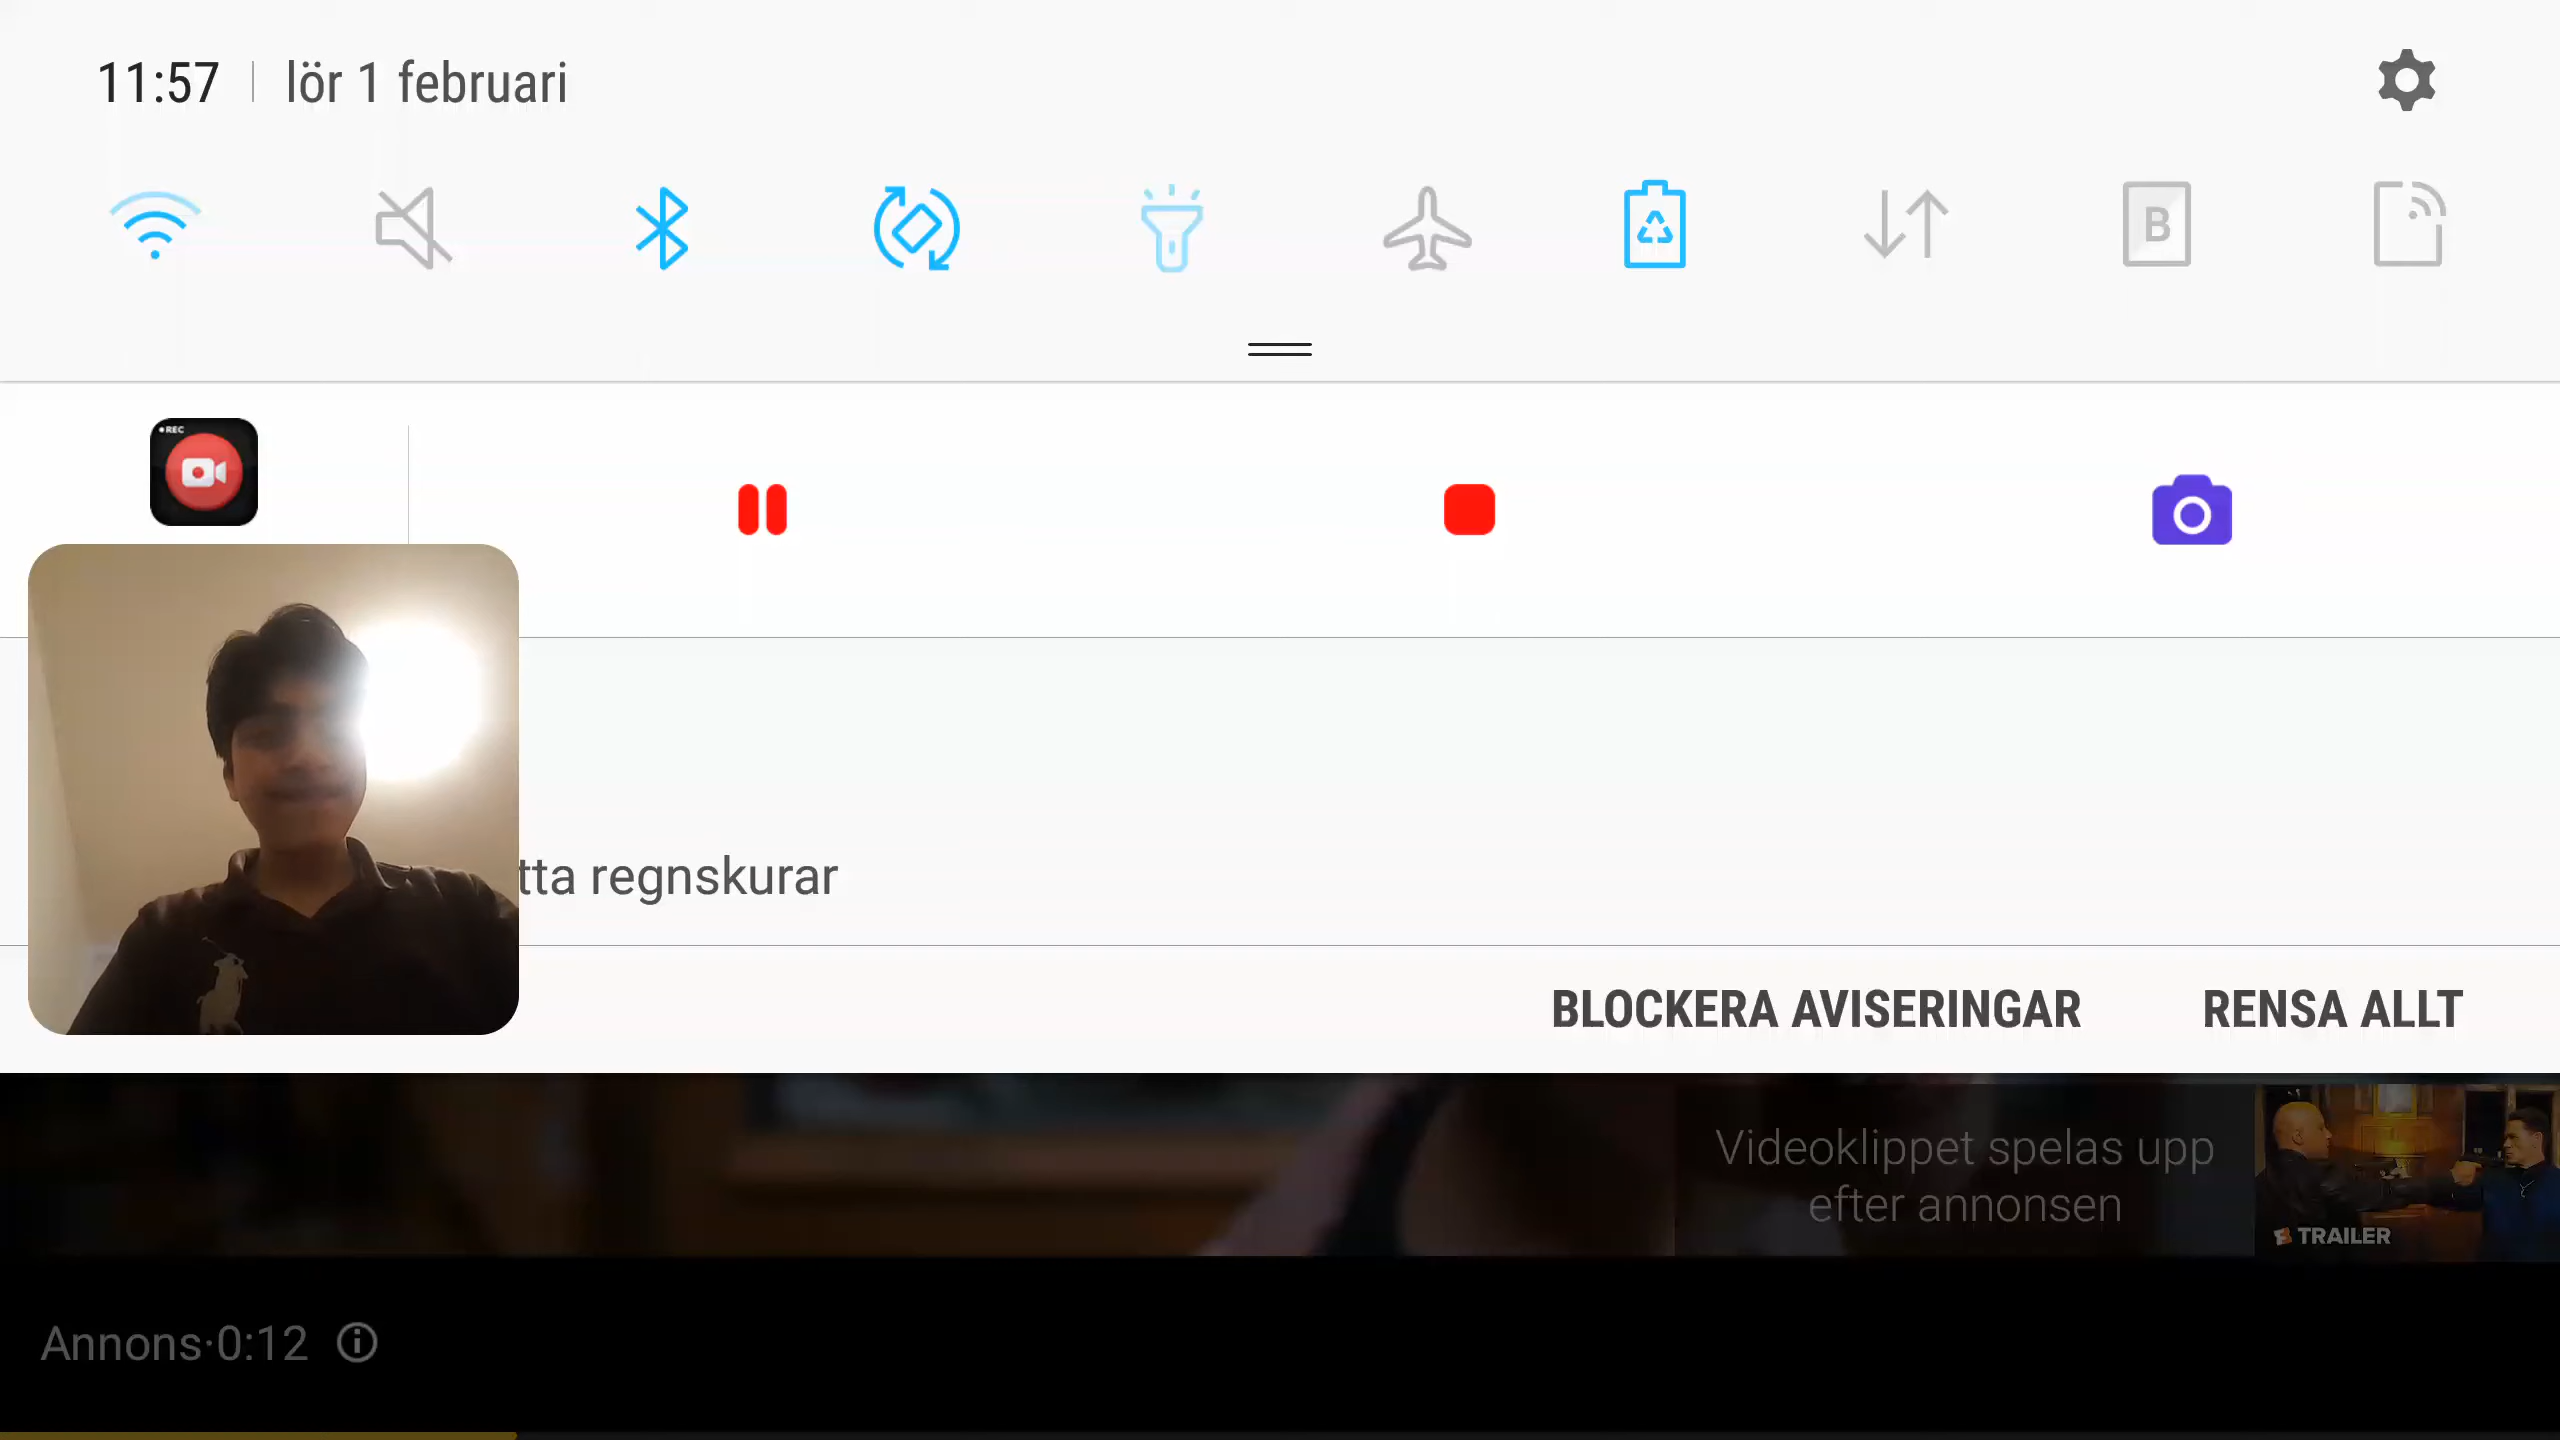 11:57 lör 1 februari
B
REC
tta regnskurar
BLOCKERA AVISERINGAR RENSA ALLT
Videoklippet spelas upp
efter annonsen
TRAILER
Annons·0:12